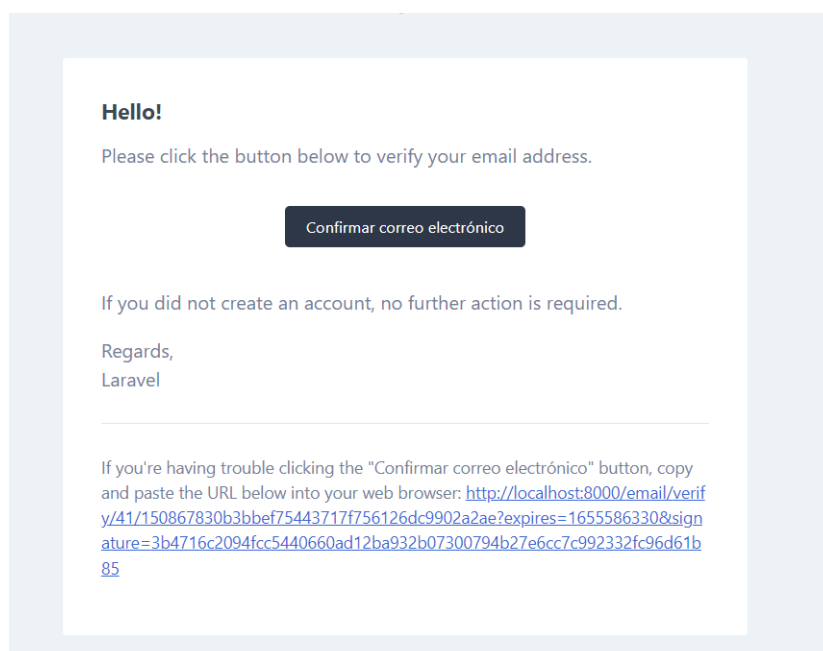 Hello!
Please click the button below to verify your email address.
Confirmar correo electrónico
If you did not create an account, no further action is required.
Regards,
Laravel
If you're having trouble clicking the "Confirmar correo electrónico" button, copy
and paste the URL below into your web browser: http://localhost:8000/email/verif
y/41/150867830b3bbef75443717f756126dc9902a2ae?expires=1655586330&sign
ature=3b4716c2094fcc5440660ad12ba932b07300794b27e6cc7c992332fc96d61b
85